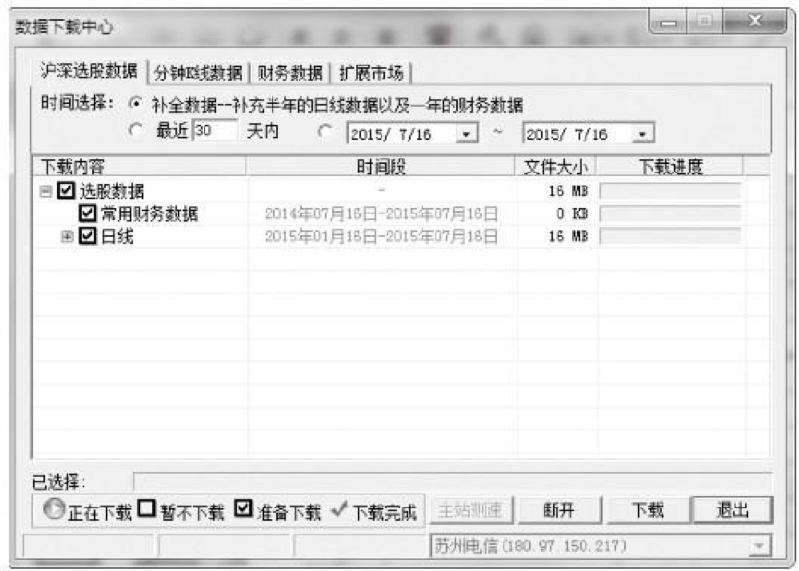 数据下载中心
沪深选股数据 分钟K线数据 财务数据 扩展市场
时间选择: 补全数据--补充半年的日线数据以及一年的财务数据
最近 30 天内 2015/ 7/16 ~ 2015/ 7/16
下载内容 时间段 文件大小 下载进度
选股数据 - 16 MB
常用财务数据 2014年07月16日-2015年07月16日 0 KB
日线 2015年01月16日-2015年07月16日 16 MB
已选择:
正在下载 暂不下载 准备下载 下载完成 主站测速 断开 下载 退出
苏州电信(180.97.150.217)